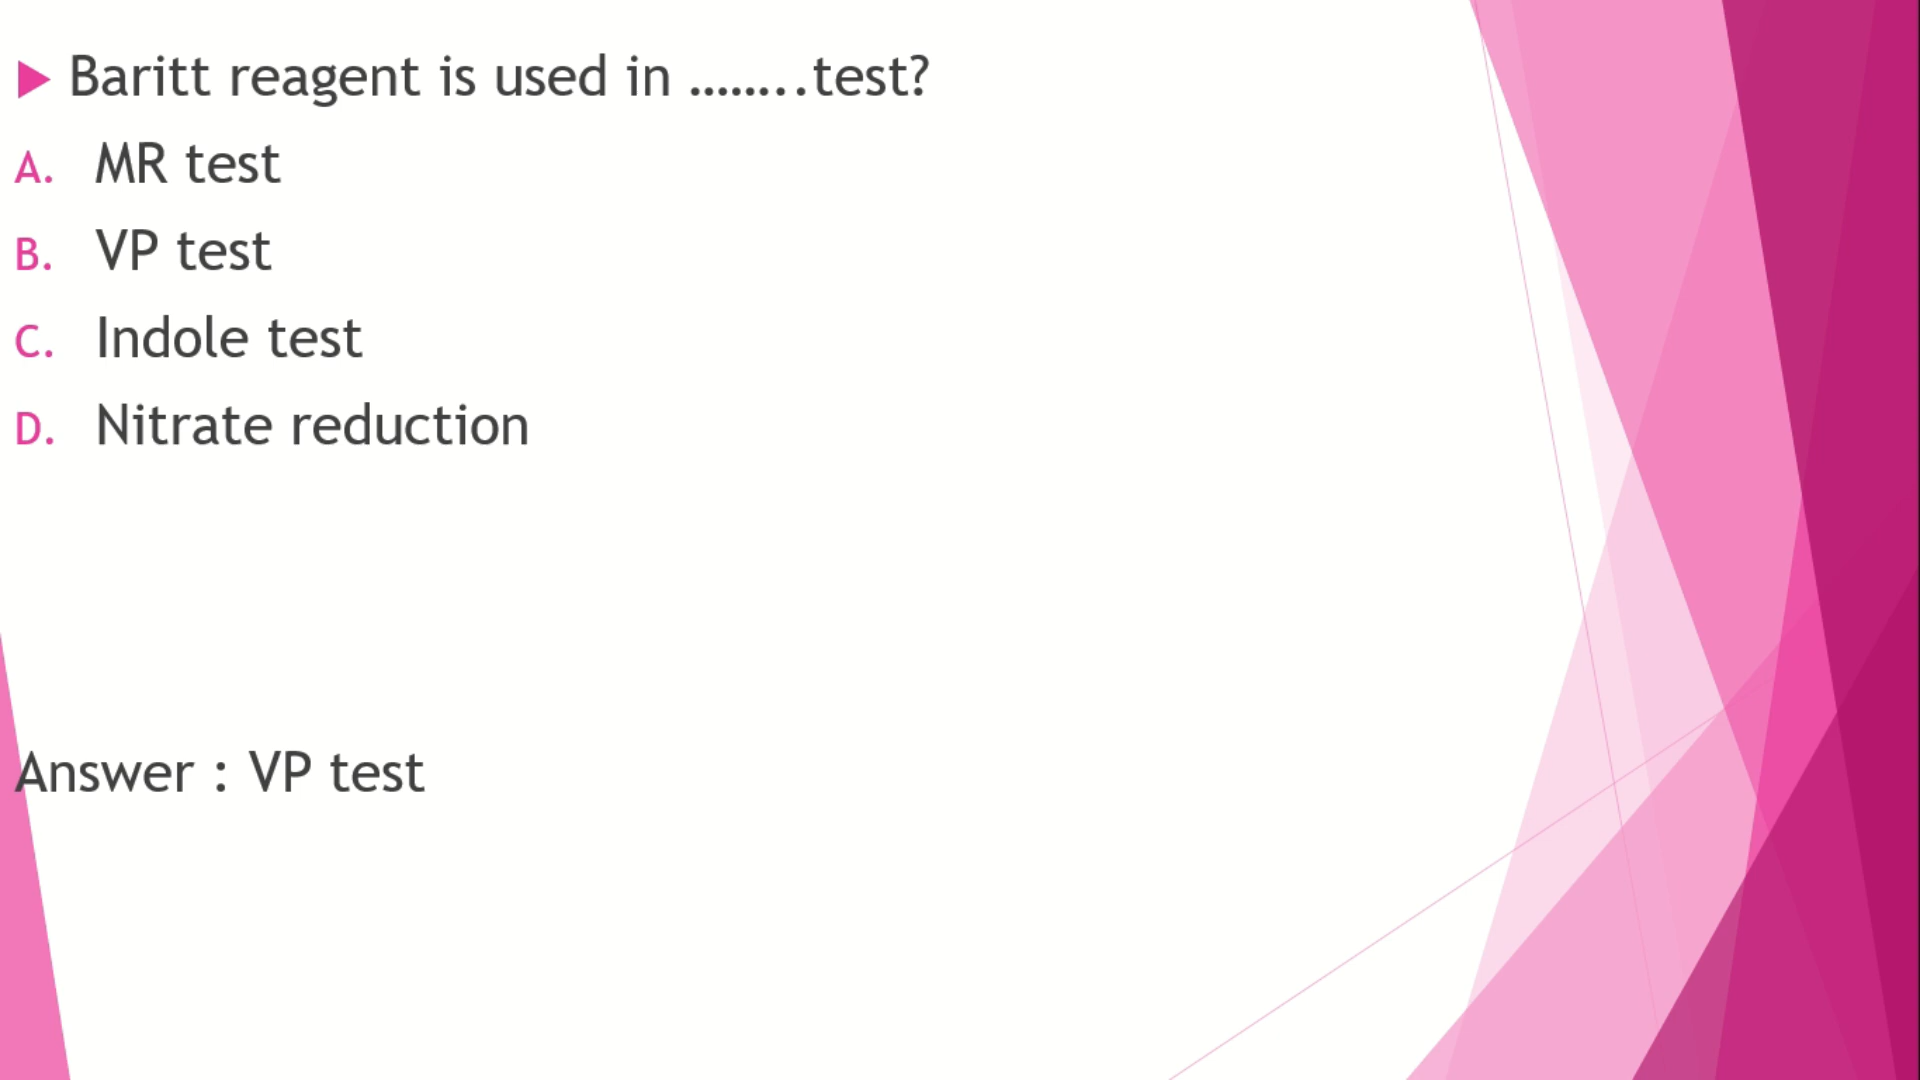 Baritt reagent is used in ……..test?
A. MR test
B. VP test
C. Indole test
D. Nitrate reduction
Answer : VP test